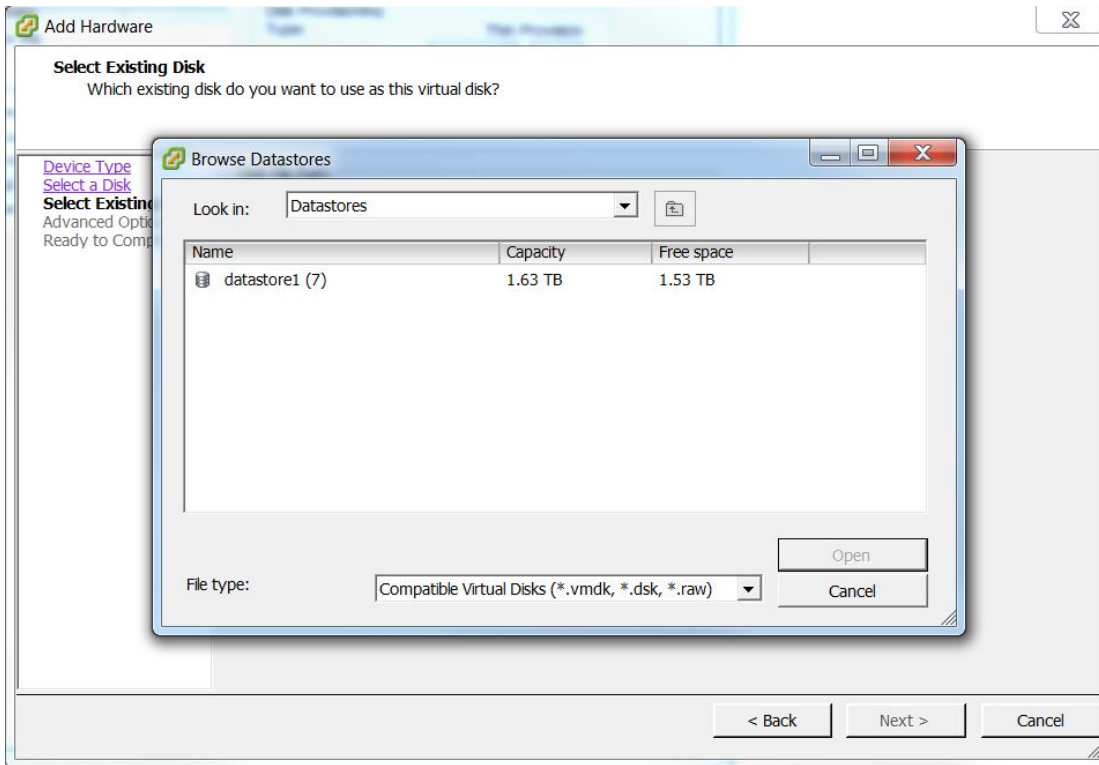 Add Hardware
Select Existing Disk
Which existing disk do you want to use as this virtual disk?
Device Type
Select a Disk
Select Existing
Advanced
Ready to
Browse Datastores
Look in: Datastores
Name Capacity Free space
datastore1 (7) 1.63 TB 1.53 TB
Open
File type: Compatible Virtual Disks (*.vmdk, *.dsk, *.raw)
Cancel
< Back Next > Cancel